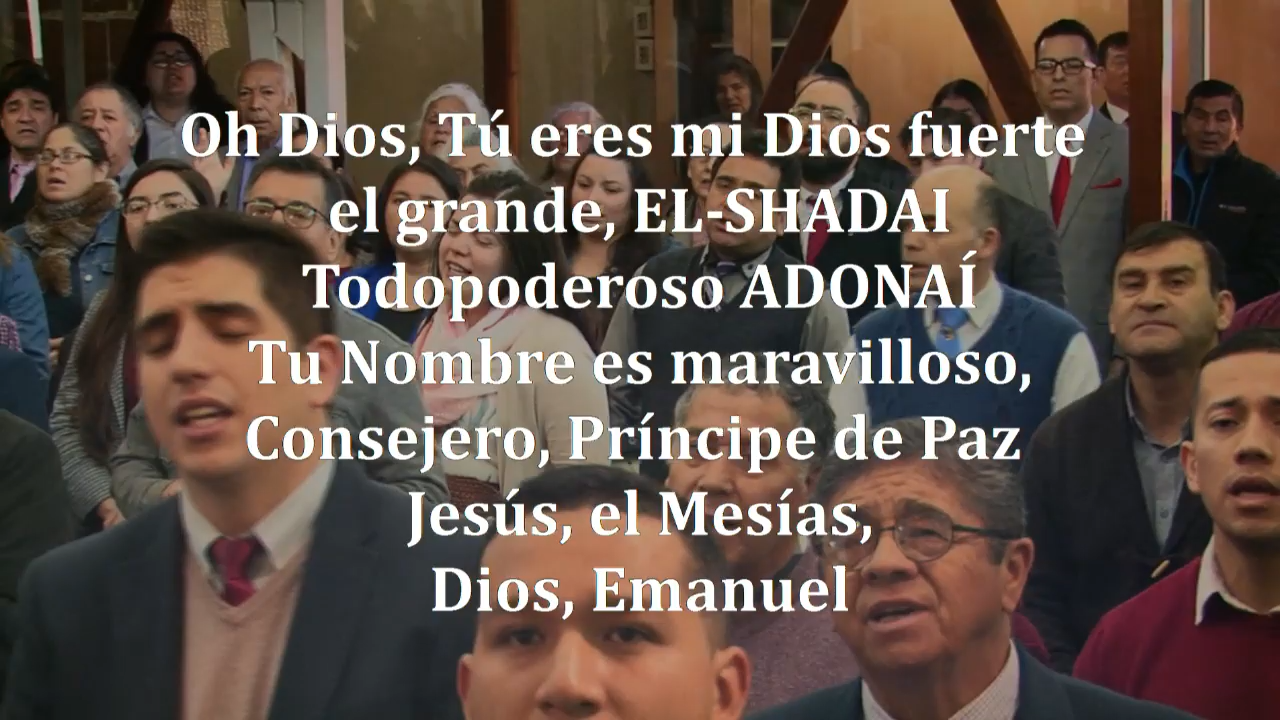 Oh Dios, Tú eres mi Dios fuerte
el grande, EL-SHADAI
Todopoderoso ADONAÍ
Tu Nombre es maravilloso,
Consejero, Príncipe de Paz
Jesús, el Mesías,
Dios, Emanuel